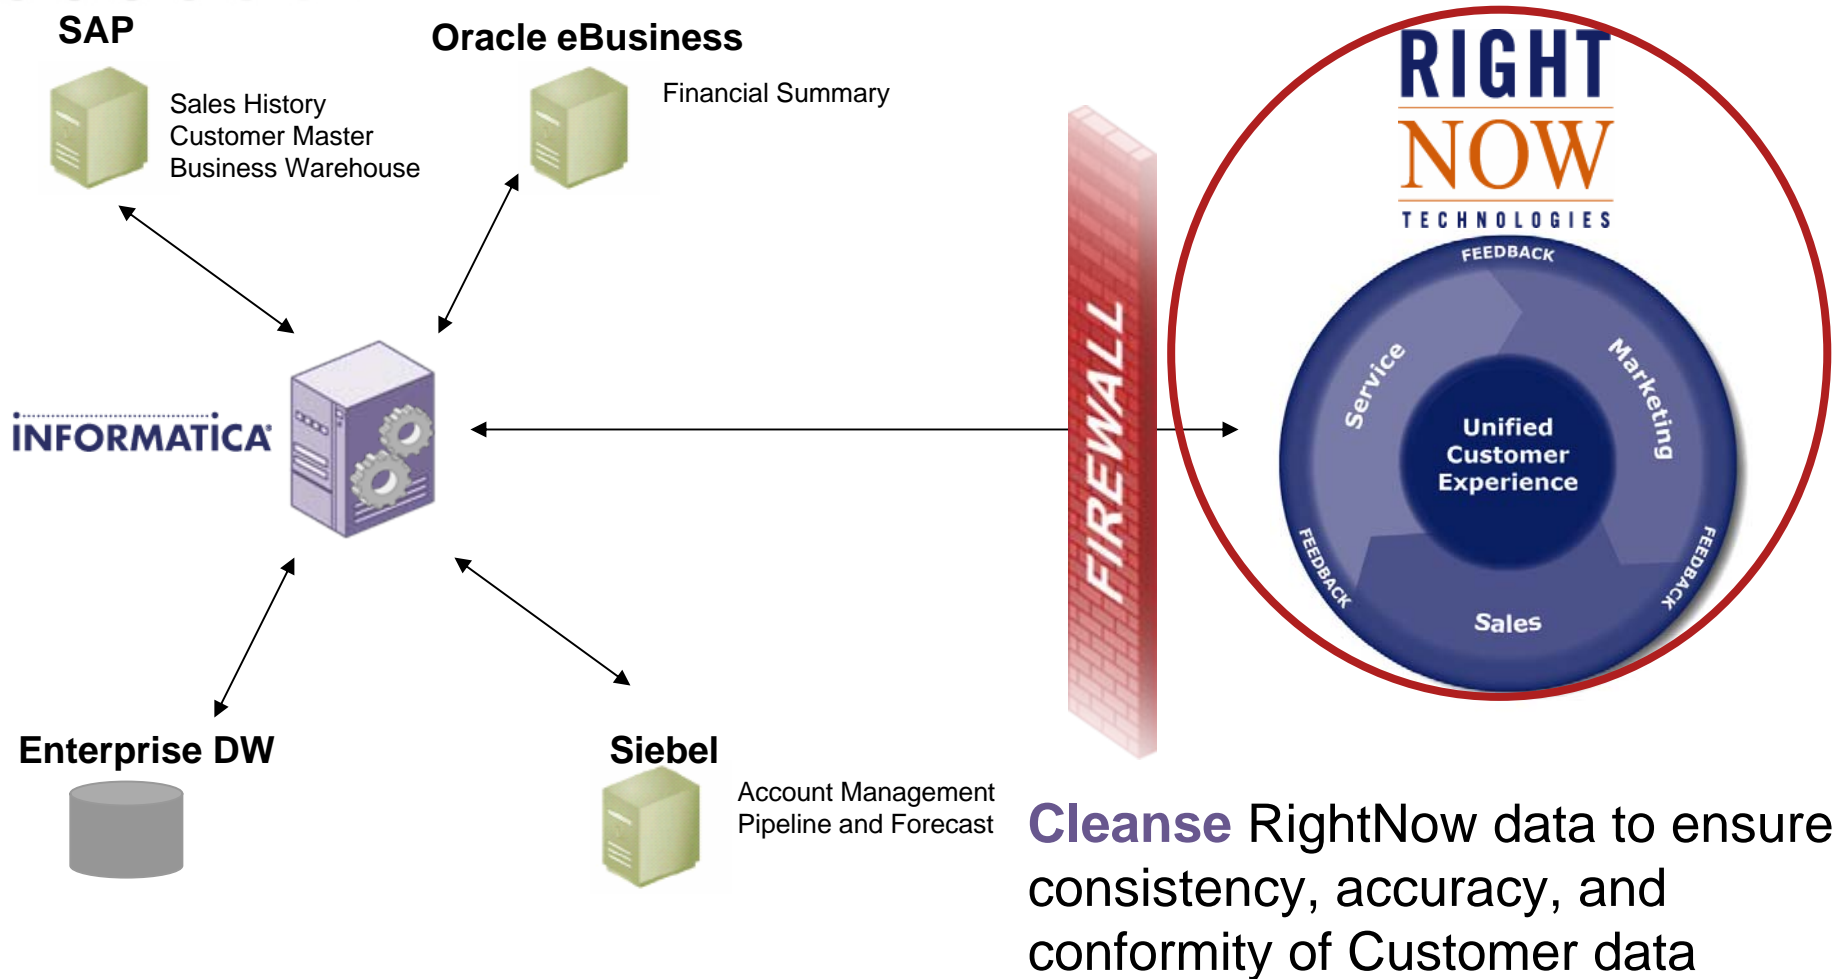 SAP
Sales History
Customer Master
Business Warehouse
Oracle eBusiness
Financial Summary
INFORMATICA®
Enterprise DW
Siebel
Account Management
Pipeline and Forecast
FIREWALL
RIGHT
NOW
TECHNOLOGIES
FEEDBACK
Service
Marketing
Unified
Customer
Experience
FEEDBACK
FEEDBACK
Sales
Cleanse RightNow data to ensure
consistency, accuracy, and
conformity of Customer data